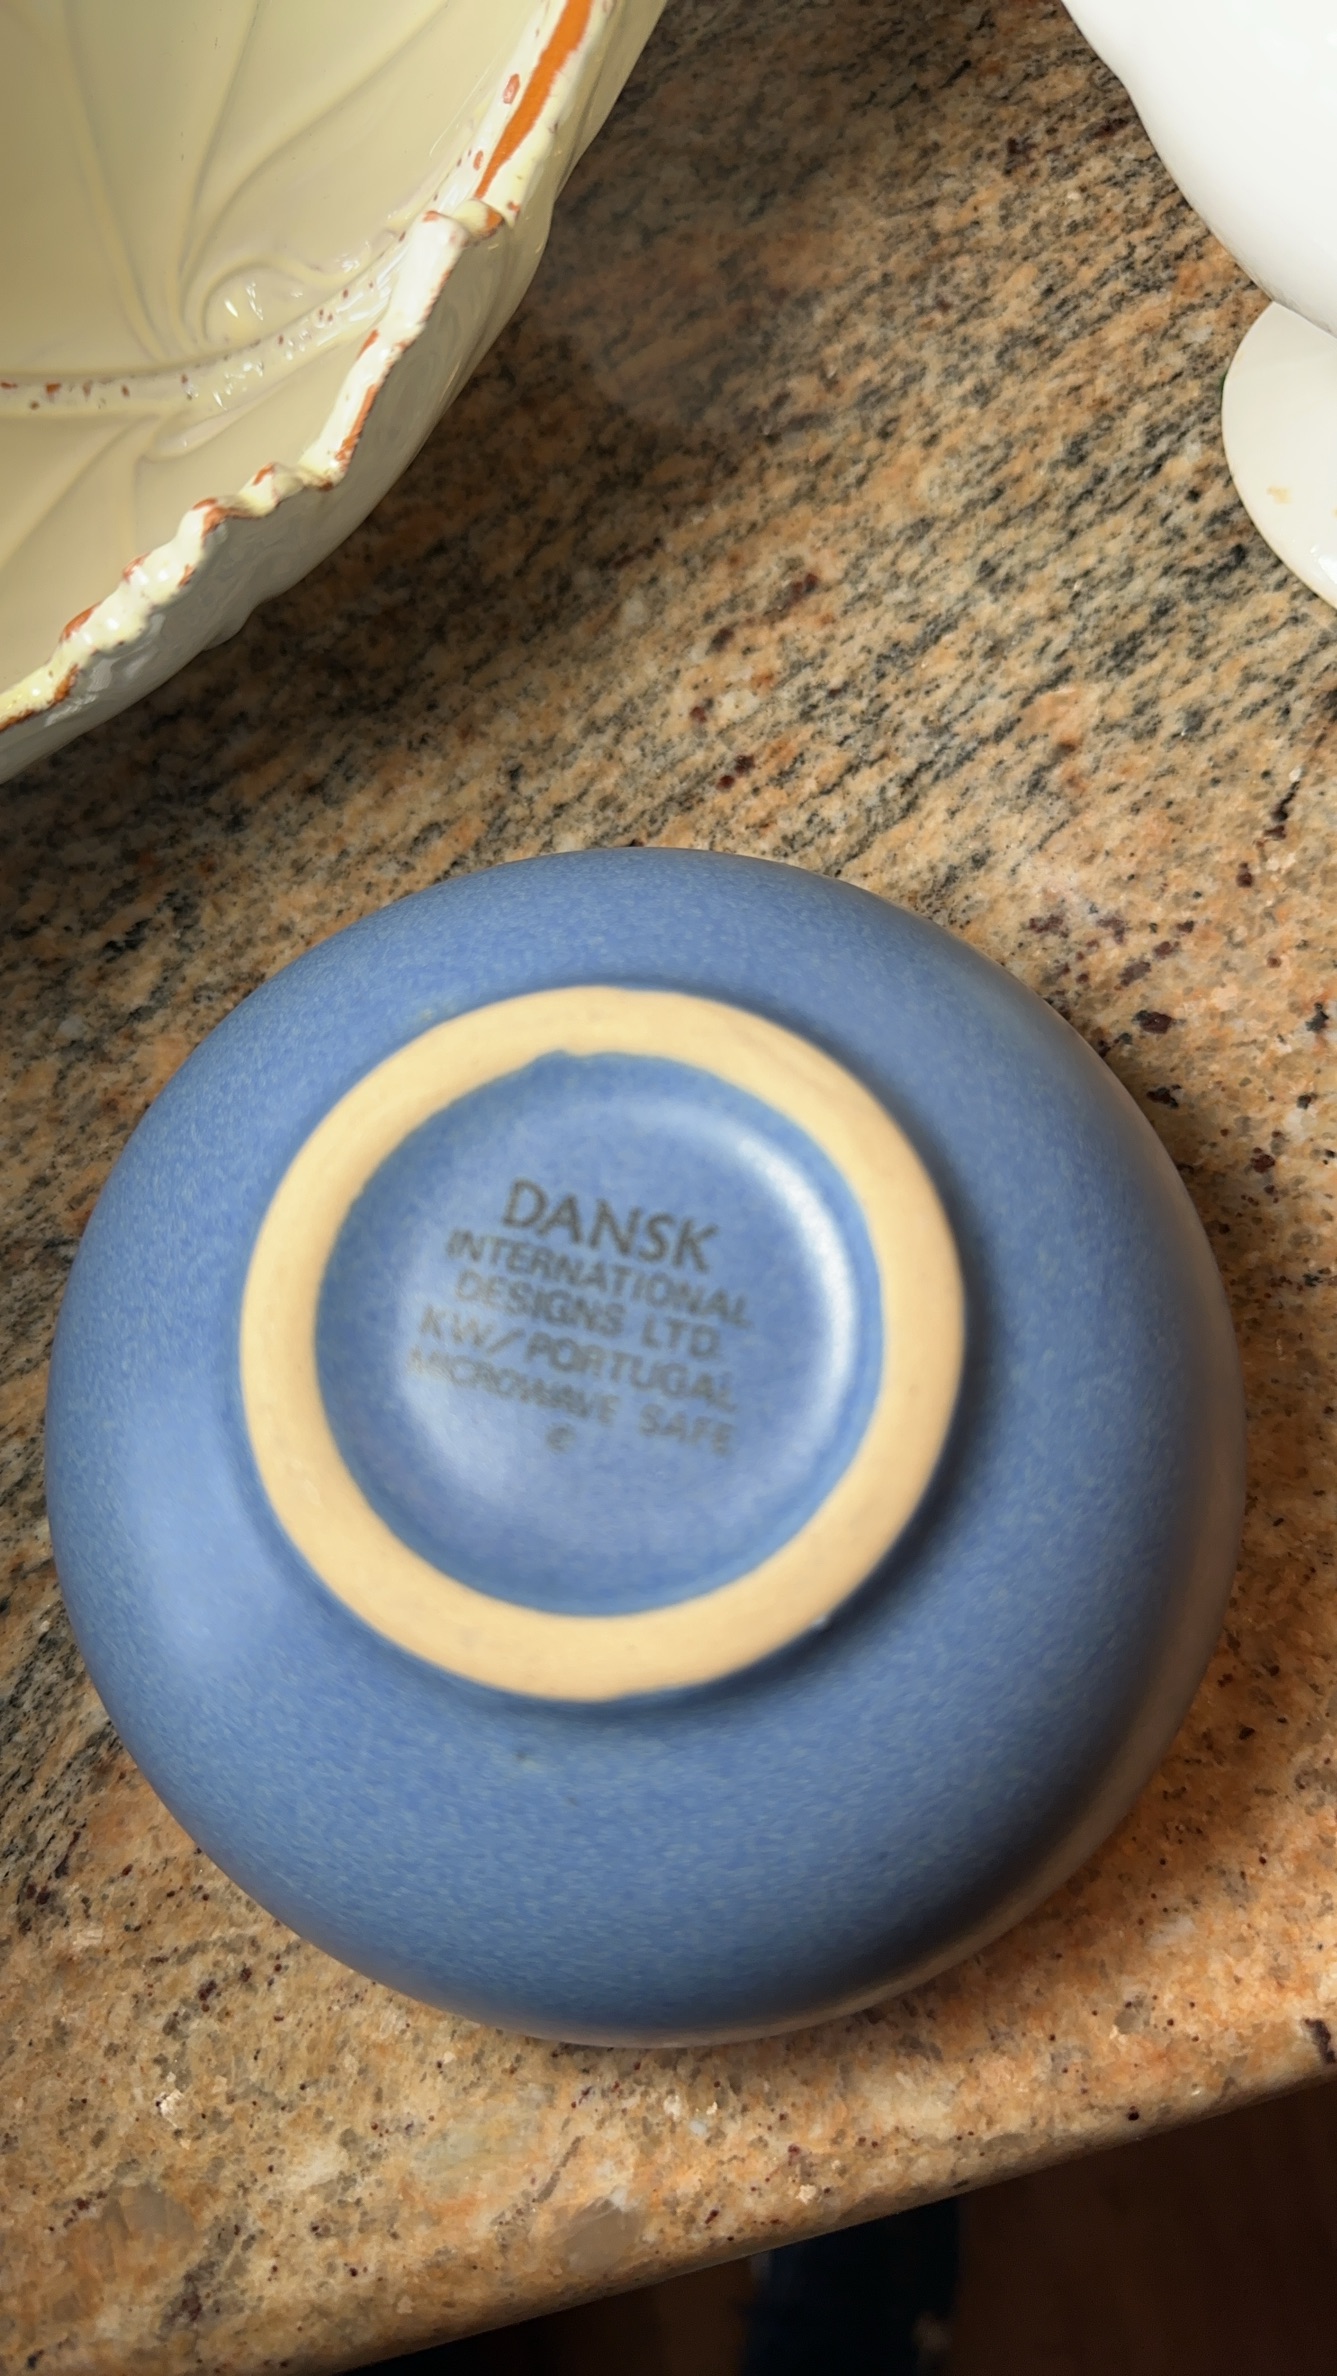 DANSK
INTERNATIONAL
DESIGNS LTD.
KW/PORTUGAL
MICROWAVE SAFE
©